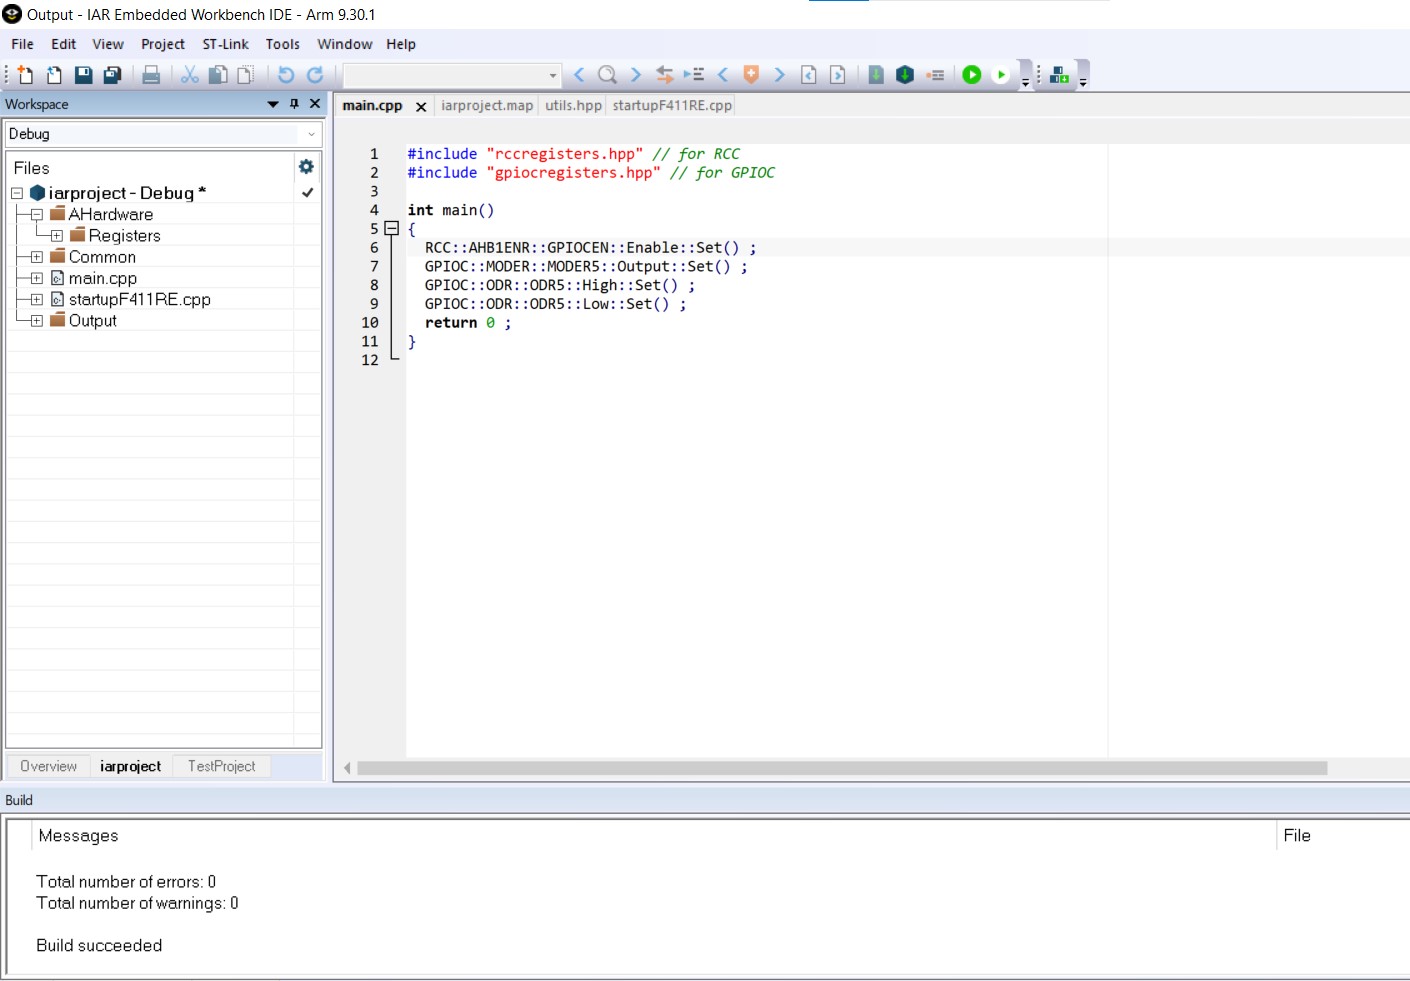 Output - IAR Embedded Workbench IDE - Arm 9.30.1
File Edit View Project ST-Link Tools Window Help
Workspace
Debug
Files
iarproject - Debug *
AHardware
Registers
Common
main.cpp
startupF411RE.cpp
Output
Overview iarproject TestProject
main.cpp iarproject.map utils.hpp startupF411RE.cpp
1 #include "rccregisters.hpp" // for RCC
2 #include "gpiocregisters.hpp" // for GPIOC
3
4 int main()
5 {
6 RCC::AHB1ENR::GPIOCEN::Enable::Set() ;
7 GPIOC::MODER::MODER5::Output::Set() ;
8 GPIOC::ODR::ODR5::High::Set() ;
9 GPIOC::ODR::ODR5::Low::Set() ;
10 return 0 ;
11 }
12
Build
Messages File
Total number of errors: 0
Total number of warnings: 0
Build succeeded